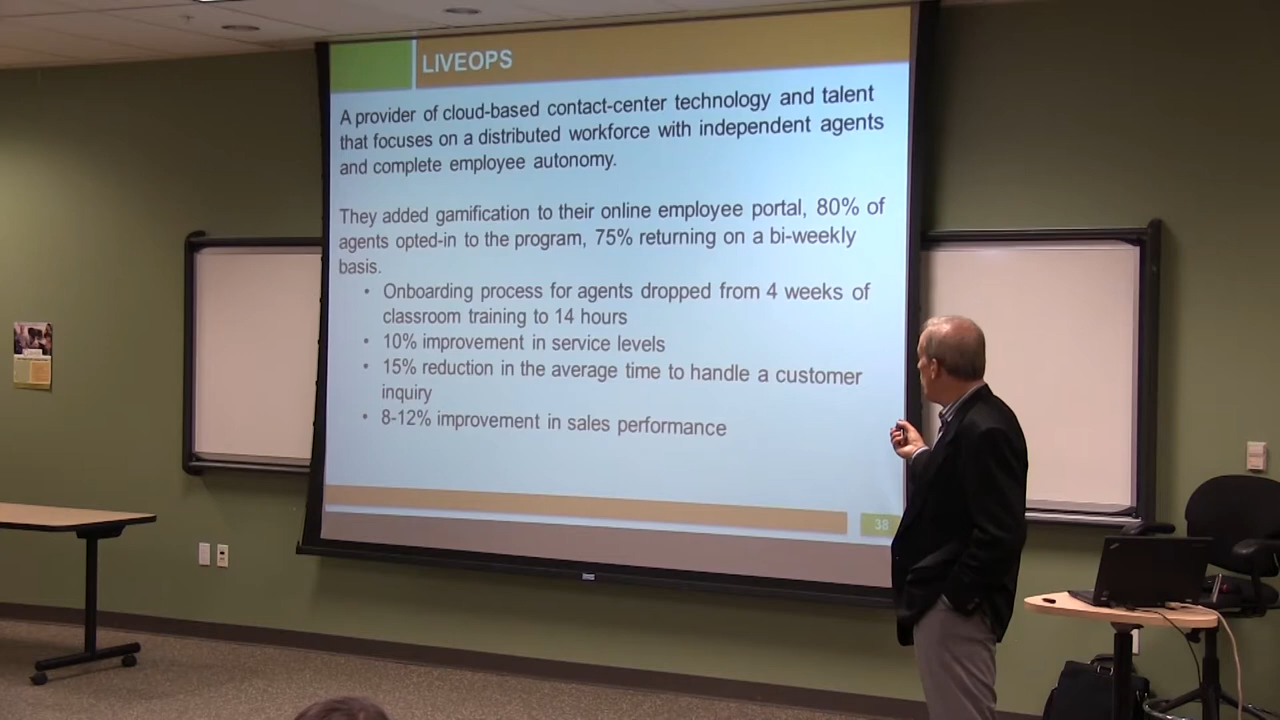 LIVEOPS
A provider of cloud-based contact-center technology and talent
that focuses on a distributed workforce with independent agents
and complete employee autonomy.
They added gamification to their online employee portal, 80% of
agents opted-in to the program, 75% returning on a bi-weekly
basis.
• Onboarding process for agents dropped from 4 weeks of
classroom training to 14 hours
• 10% improvement in service levels
• 15% reduction in the average time to handle a customer
inquiry
• 8-12% improvement in sales performance
38